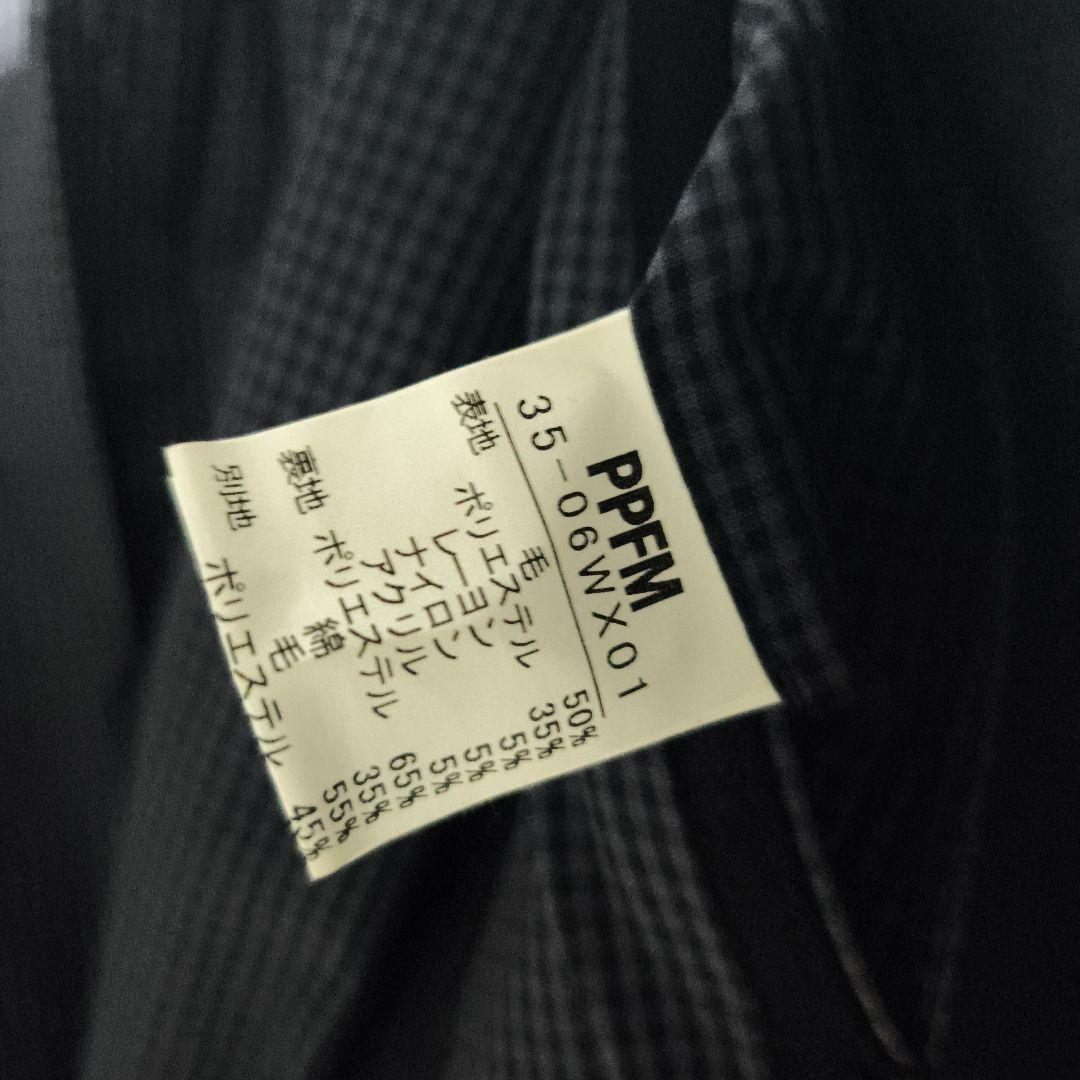 PPFM
35-06WX01
表地 毛 50%
ポリエステル 35%
レーヨン 5%
ナイロン 5%
アクリル 5%
裏地 ポリエステル 65%
綿 35%
別地 毛 55%
ポリエステル 45%